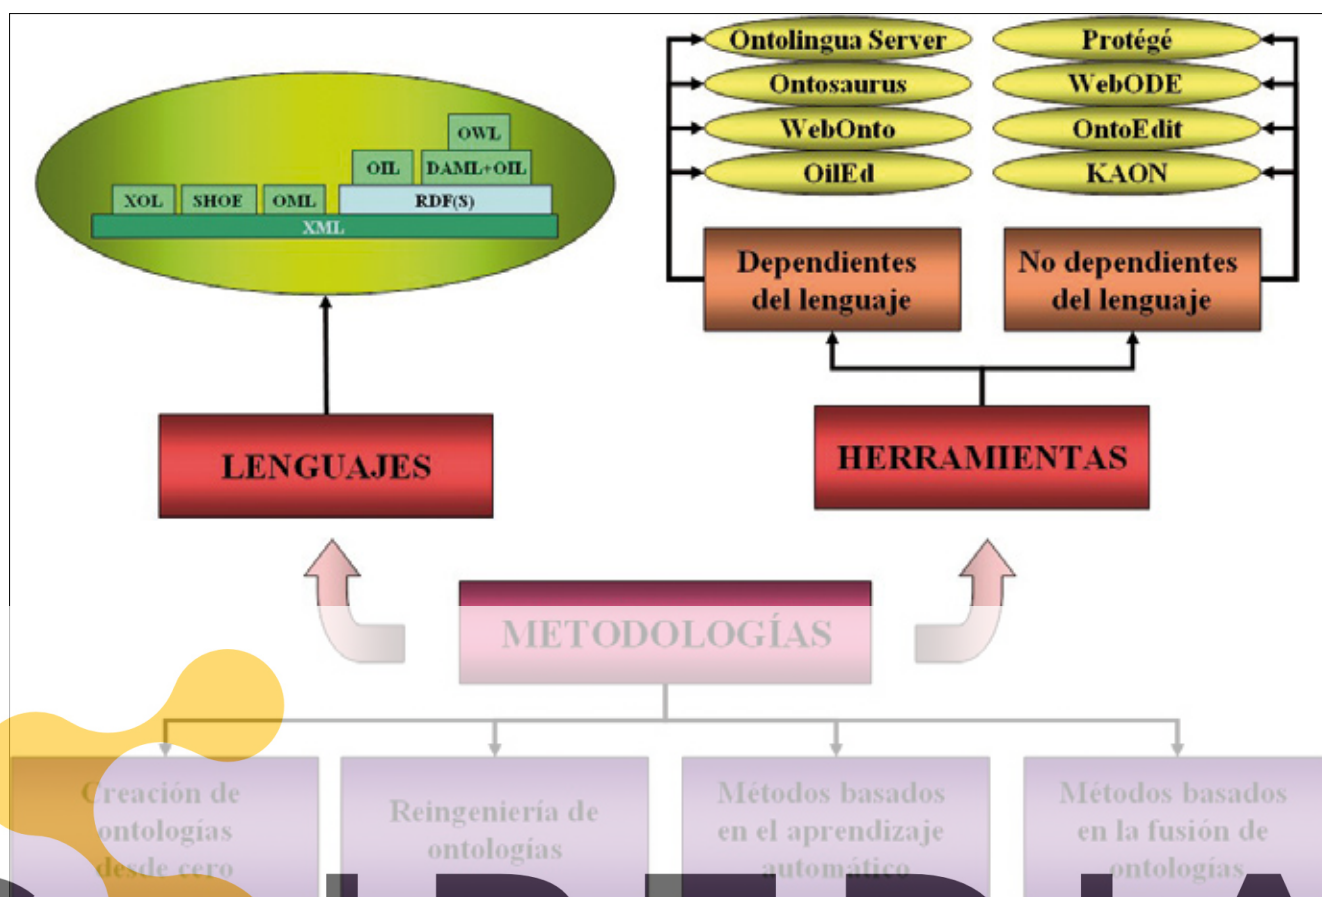 Ontolingua Server
Protégé
Ontosaurus
WebODE
WebOnto
OntoEdit
OilEd
KAON
OWL
OIL
DAML+OIL
XOL
SHOE
OML
RDF(S)
XML
Dependientes
del lenguaje
No dependientes
del lenguaje
LENGUAJES
HERRAMIENTAS
METODOLOGÍAS
Creación de
ontologías
desde cero
Reingeniería de
ontologías
Métodos basados
en el aprendizaje
automático
Métodos basados
en la fusión de
ontologías